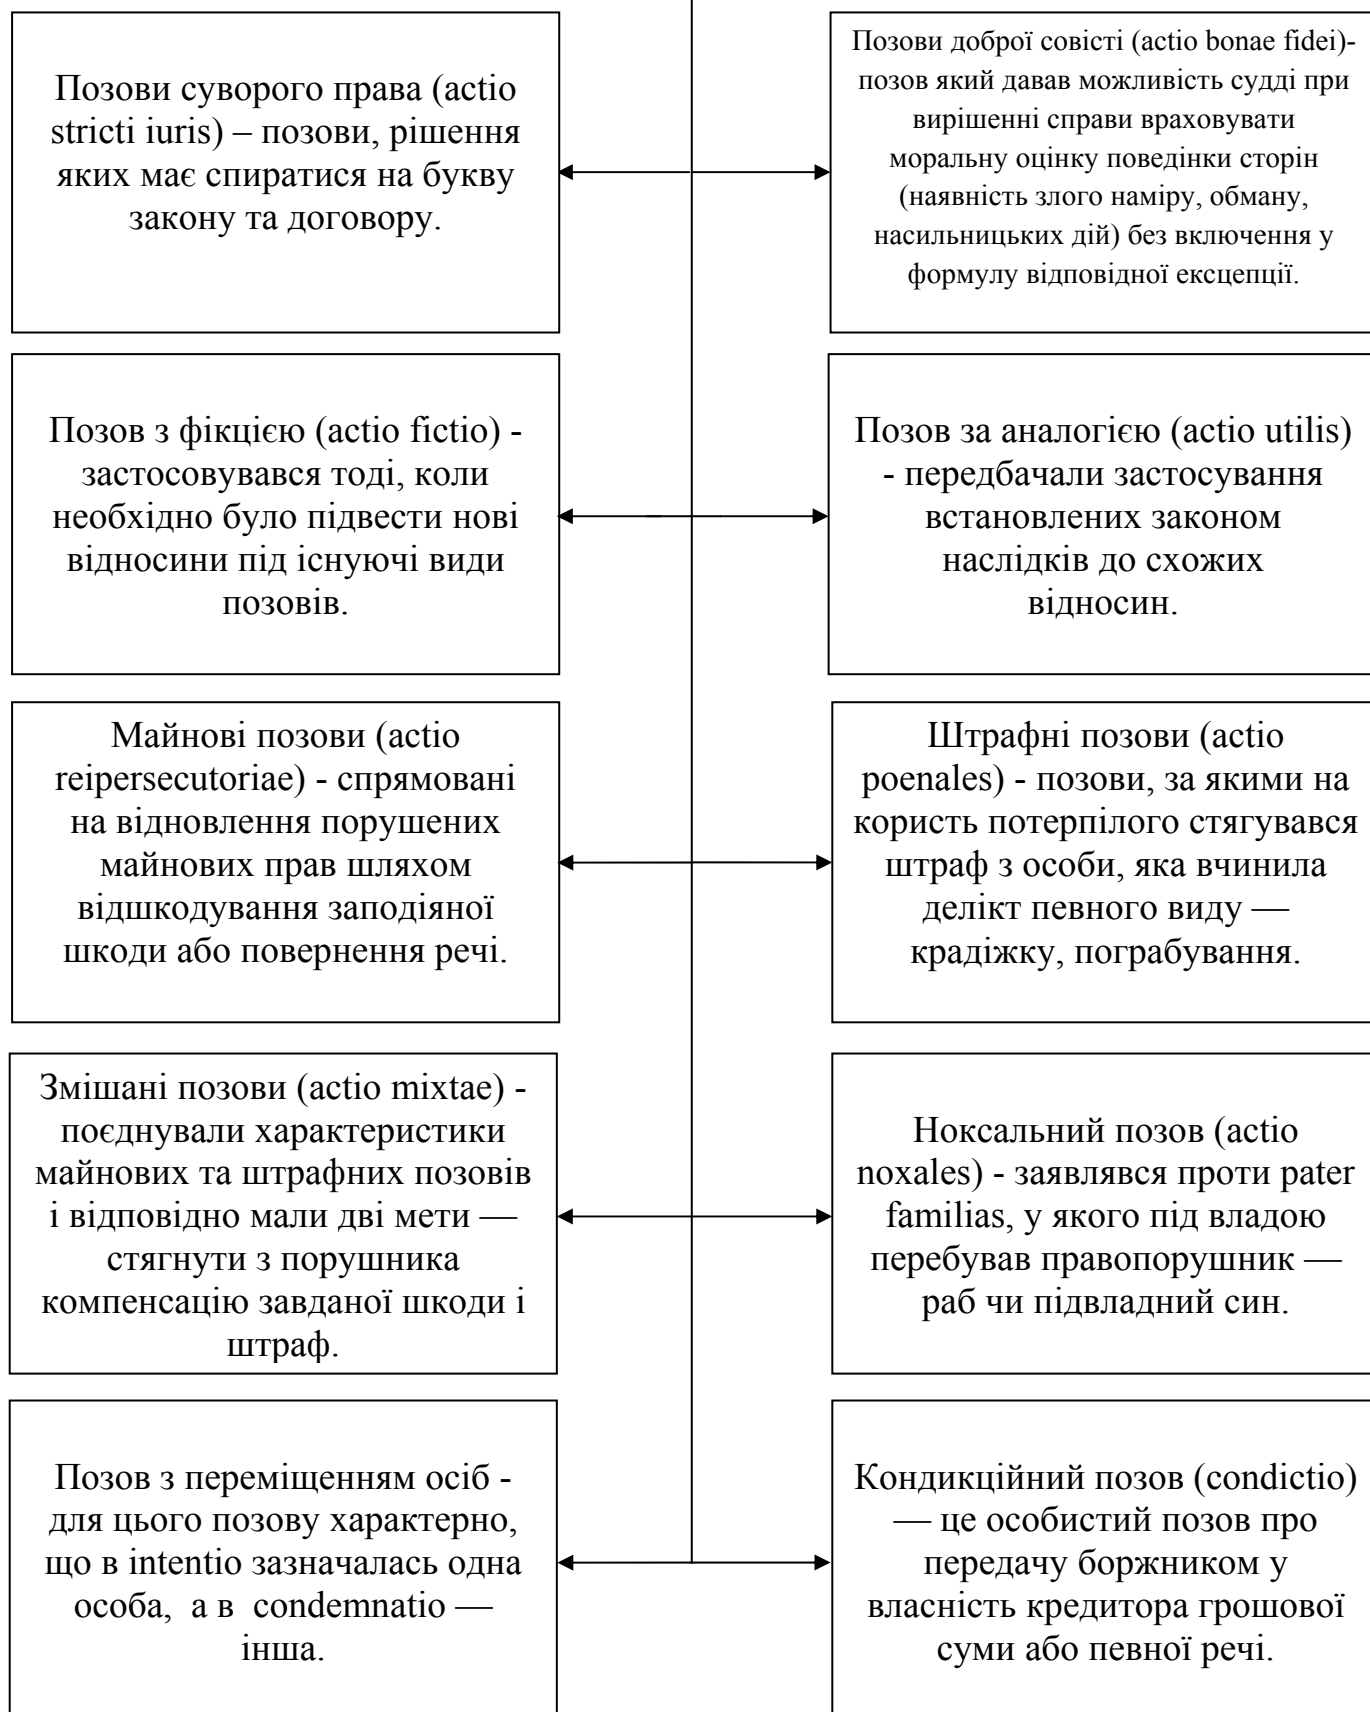 Позови суворого права (actio
stricti iuris) – позови, рішення
яких має спиратися на букву
закону та договору.
Позови доброї совісті (actio bonae fidei)-
позов який давав можливість судді при
вирішенні справи враховувати
моральну оцінку поведінки сторін
(наявність злого наміру, обману,
насильницьких дій) без включення у
формулу відповідної ексцепції.
Позов з фікцією (actio fictio) -
застосовувався тоді, коли
необхідно було підвести нові
відносини під існуючі види
позовів.
Позов за аналогією (actio utilis)
- передбачали застосування
встановлених законом
наслідків до схожих
відносин.
Майнові позови (actio
reipersecutoriae) - спрямовані
на відновлення порушених
майнових прав шляхом
відшкодування заподіяної
шкоди або повернення речі.
Штрафні позови (actio
poenales) - позови, за якими на
користь потерпілого стягувався
штраф з особи, яка вчинила
делікт певного виду —
крадіжку, пограбування.
Змішані позови (actio mixtae) -
поєднували характеристики
майнових та штрафних позовів
і відповідно мали дві мети —
стягнути з порушника
компенсацію завданої шкоди і
штраф.
Ноксальний позов (actio
noxales) - заявлявся проти pater
familias, у якого під владою
перебував правопорушник —
раб чи підвладний син.
Позов з переміщенням осіб -
для цього позову характерно,
що в intentio зазначалась одна
особа, а в condemnatio —
інша.
Кондикційний позов (condictio)
— це особистий позов про
передачу боржником у
власність кредитора грошової
суми або певної речі.